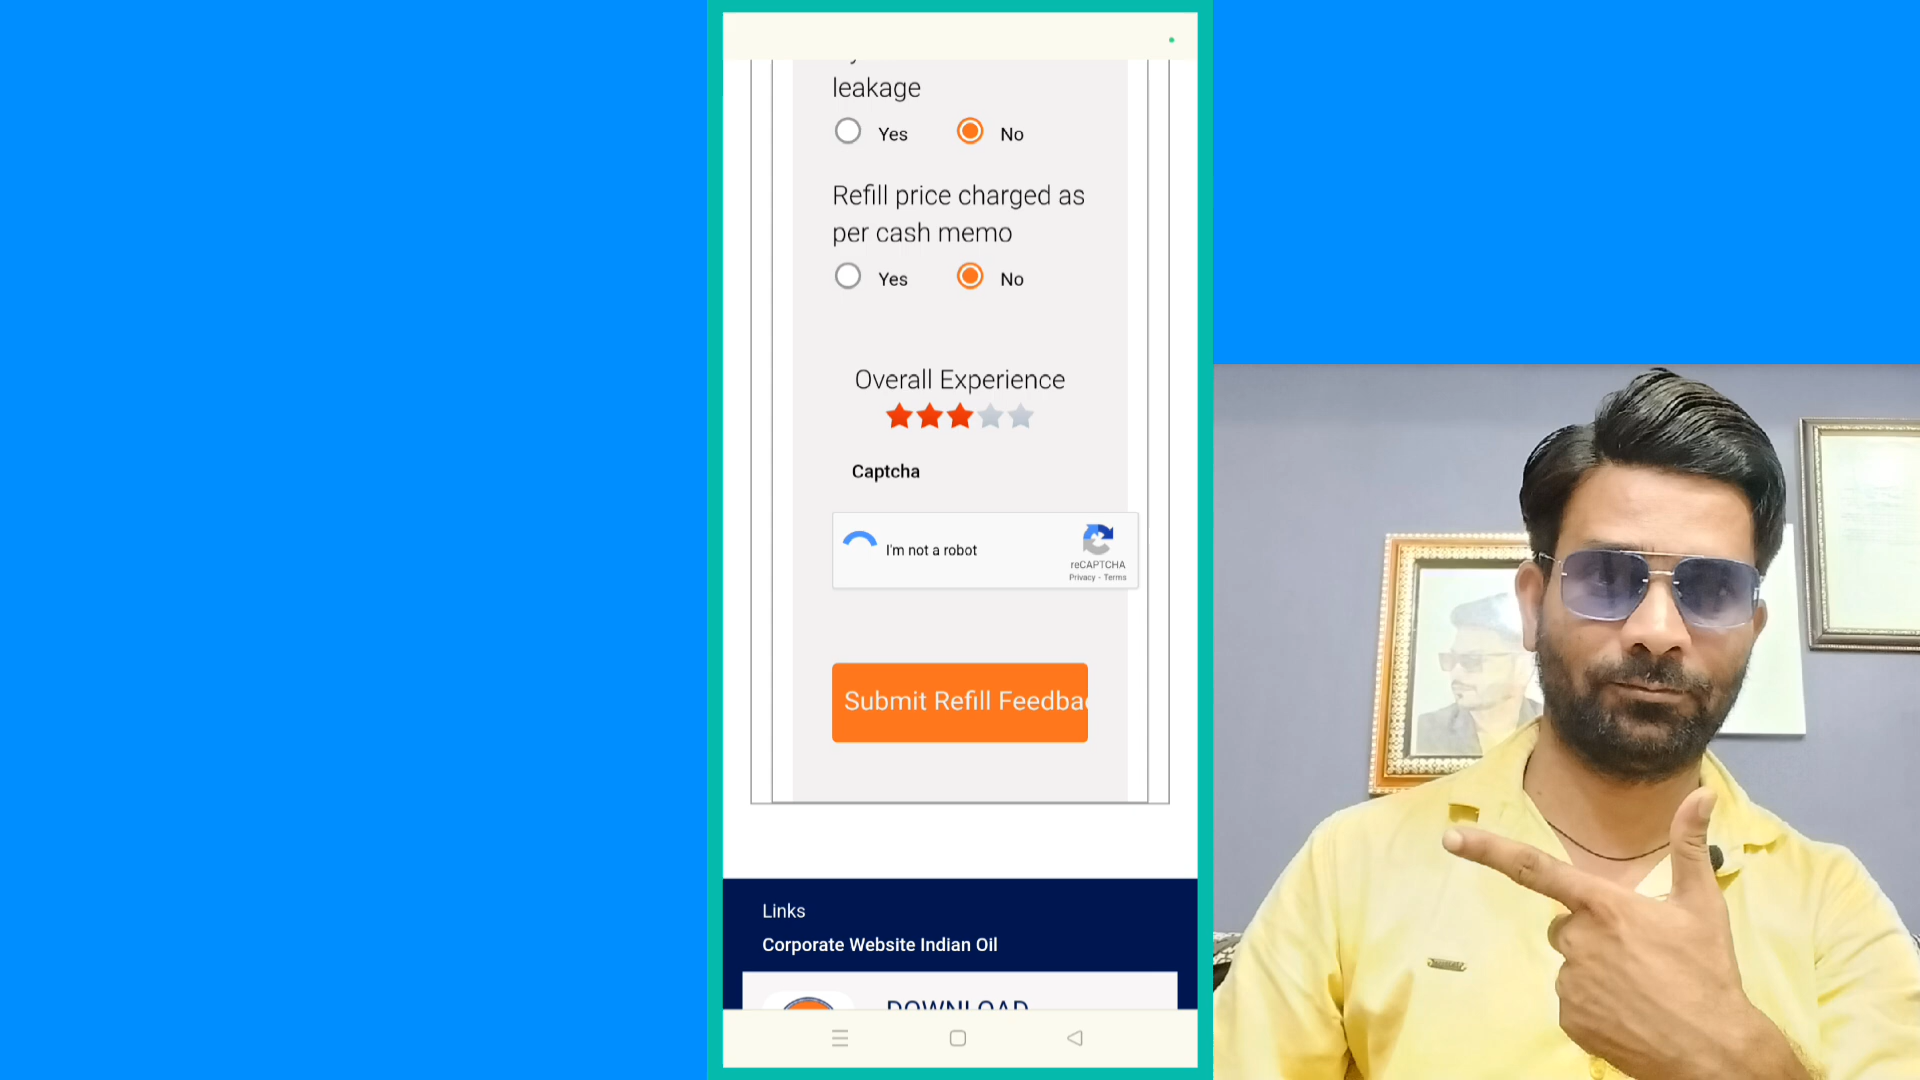 leakage
Yes No
Refill price charged as
per cash memo
Yes No
Overall Experience
Captcha
I'm not a robot
reCAPTCHA
Privacy - Terms
Submit Refill Feedba
Links
Corporate Website Indian Oil
DOWNLOAD